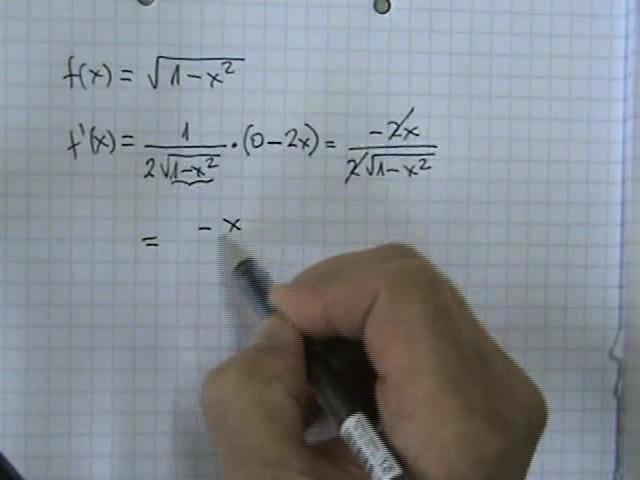 f(x) = √(1-x²)
f'(x) = 1/(2√(1-x²)) · (0-2x) = -2x/(2√(1-x²))
= -x